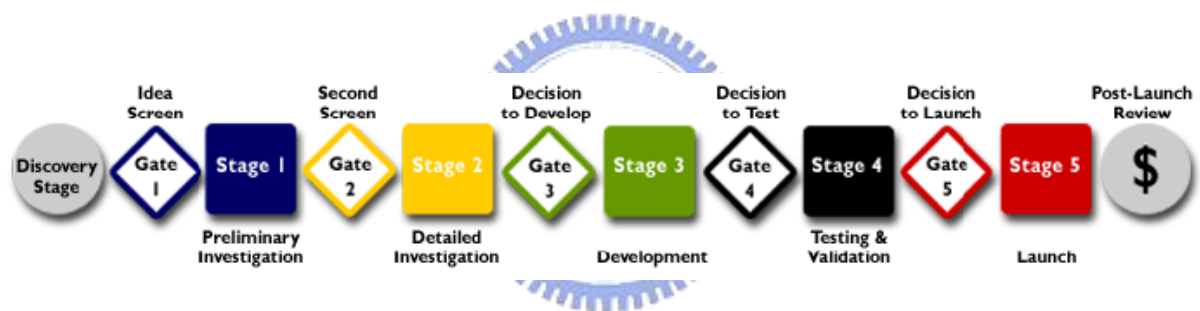 Idea
Screen
Second
Screen
Decision
to Develop
Decision
to Test
Decision
to Launch
Post-Launch
Review
Discovery
Stage
Gate
1
Stage 1
Gate
2
Stage 2
Gate
3
Stage 3
Gate
4
Stage 4
Gate
5
Stage 5
$
Preliminary
Investigation
Detailed
Investigation
Development
Testing &
Validation
Launch